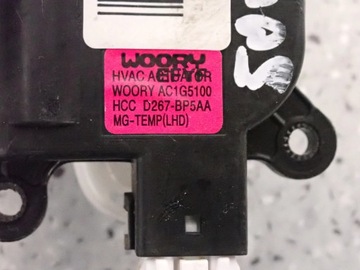 WOORY
HVAC ACTUATOR
WOORY AC1G5100
HCC D267-BP5AA
MG-TEMP(LHD)